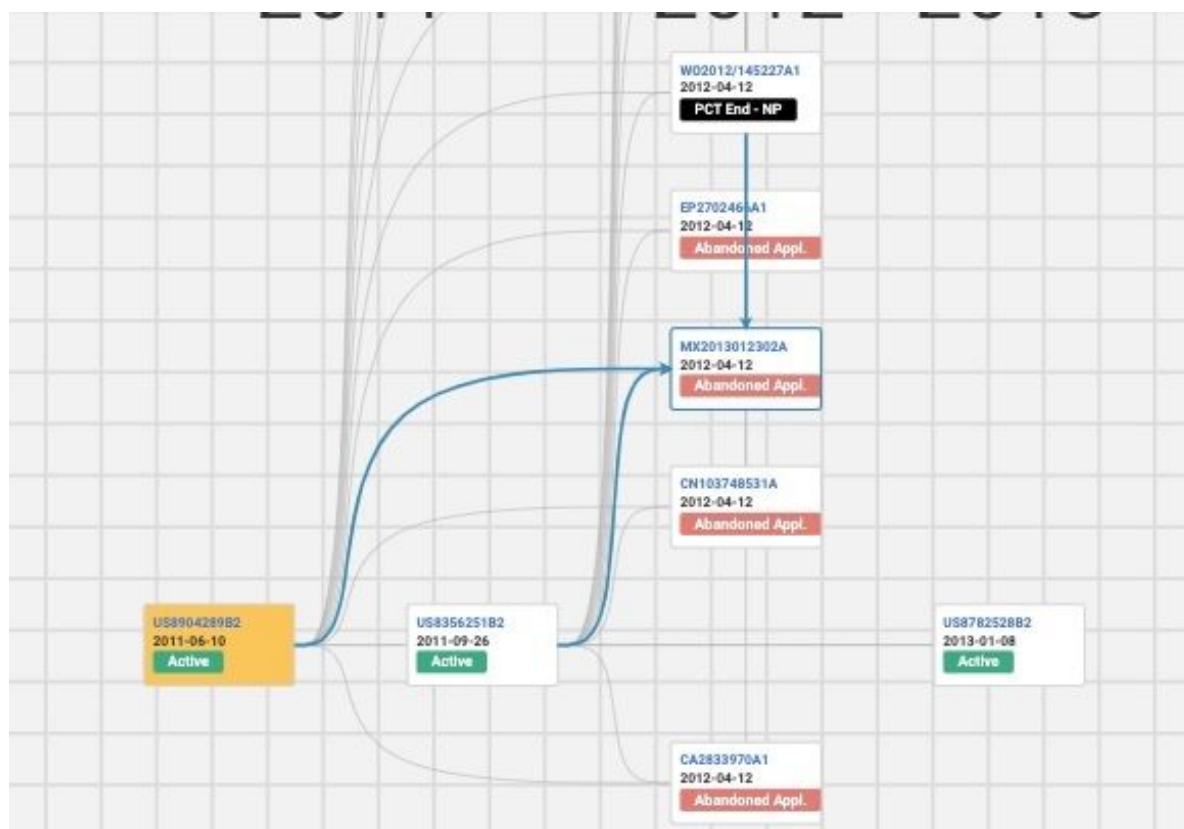 WO2012/145227A1
2012-04-12
PCT End - NP
2012-04-12
Abandoned Appl.
MX2013012302A
2012-04-12
Abandoned Appl.
CN103748531A
2012-04-12
Abandoned Appl.
US8904289B2
2011-06-10
Active
US8356251B2
2011-09-26
Active
US8782528B2
2013-01-08
Active
CA2833970A1
2012-04-12
Abandoned Appl.